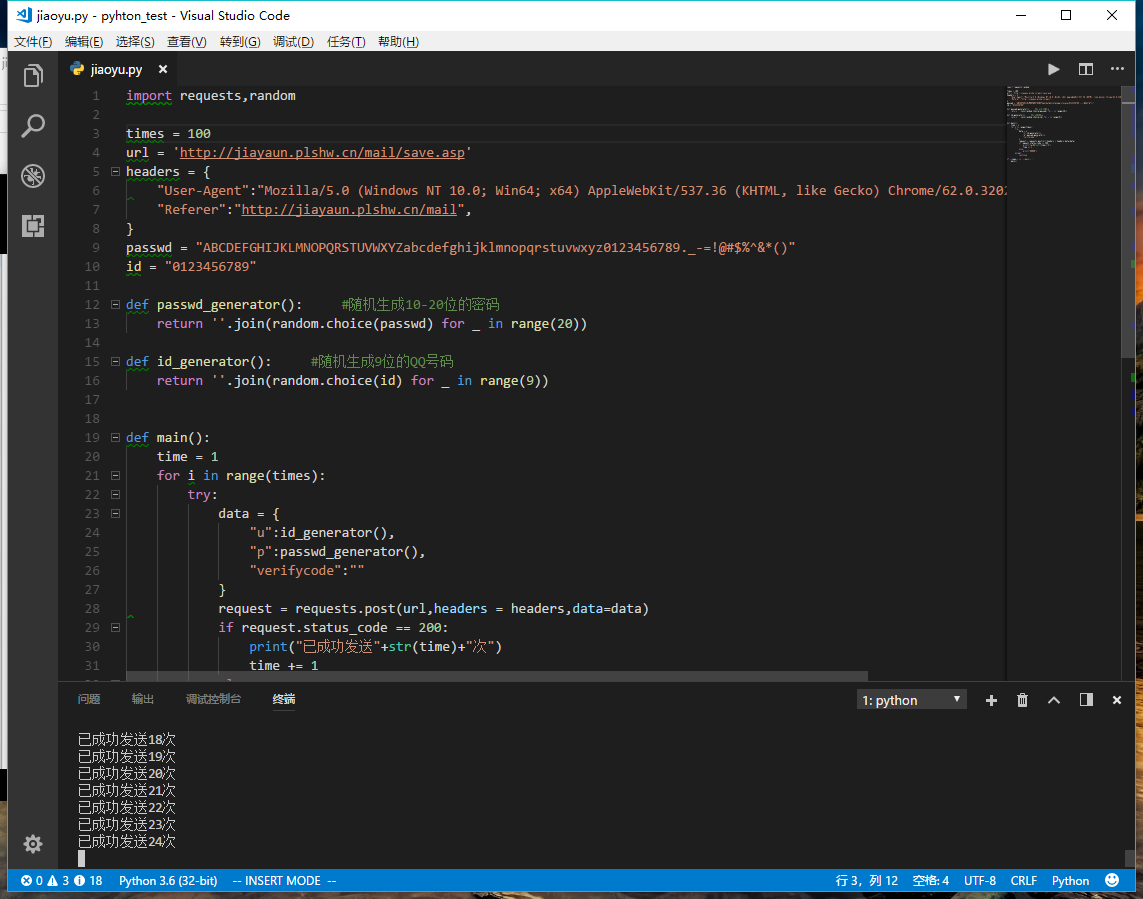 jiaoyu.py - pyhton_test - Visual Studio Code
文件(F) 编辑(E) 选择(S) 查看(V) 转到(G) 调试(D) 任务(T) 帮助(H)
jiaoyu.py
1 import requests,random
2
3 times = 100
4 url = 'http://jiayaun.plshw.cn/mail/save.asp'
5 headers = {
6 "User-Agent":"Mozilla/5.0 (Windows NT 10.0; Win64; x64) AppleWebKit/537.36 (KHTML, like Gecko) Chrome/62.0.3202
7 "Referer":"http://jiayaun.plshw.cn/mail",
8 }
9 passwd = "ABCDEFGHIJKLMNOPQRSTUVWXYZabcdefghijklmnopqrstuvwxyz0123456789._-=!@#$%^&*()"
10 id = "0123456789"
11
12 def passwd_generator(): #随机生成10-20位的密码
13 return ''.join(random.choice(passwd) for _ in range(20))
14
15 def id_generator(): #随机生成9位的QQ号码
16 return ''.join(random.choice(id) for _ in range(9))
17
18
19 def main():
20 time = 1
21 for i in range(times):
22 try:
23 data = {
24 "u":id_generator(),
25 "p":passwd_generator(),
26 "verifycode":""
27 }
28 request = requests.post(url,headers = headers,data=data)
29 if request.status_code == 200:
30 print("已成功发送"+str(time)+"次")
31 time += 1
问题 输出 调试控制台 终端 1: python
已成功发送18次
已成功发送19次
已成功发送20次
已成功发送21次
已成功发送22次
已成功发送23次
已成功发送24次
0 3 18 Python 3.6 (32-bit) -- INSERT MODE -- 行 3，列 12 空格: 4 UTF-8 CRLF Python